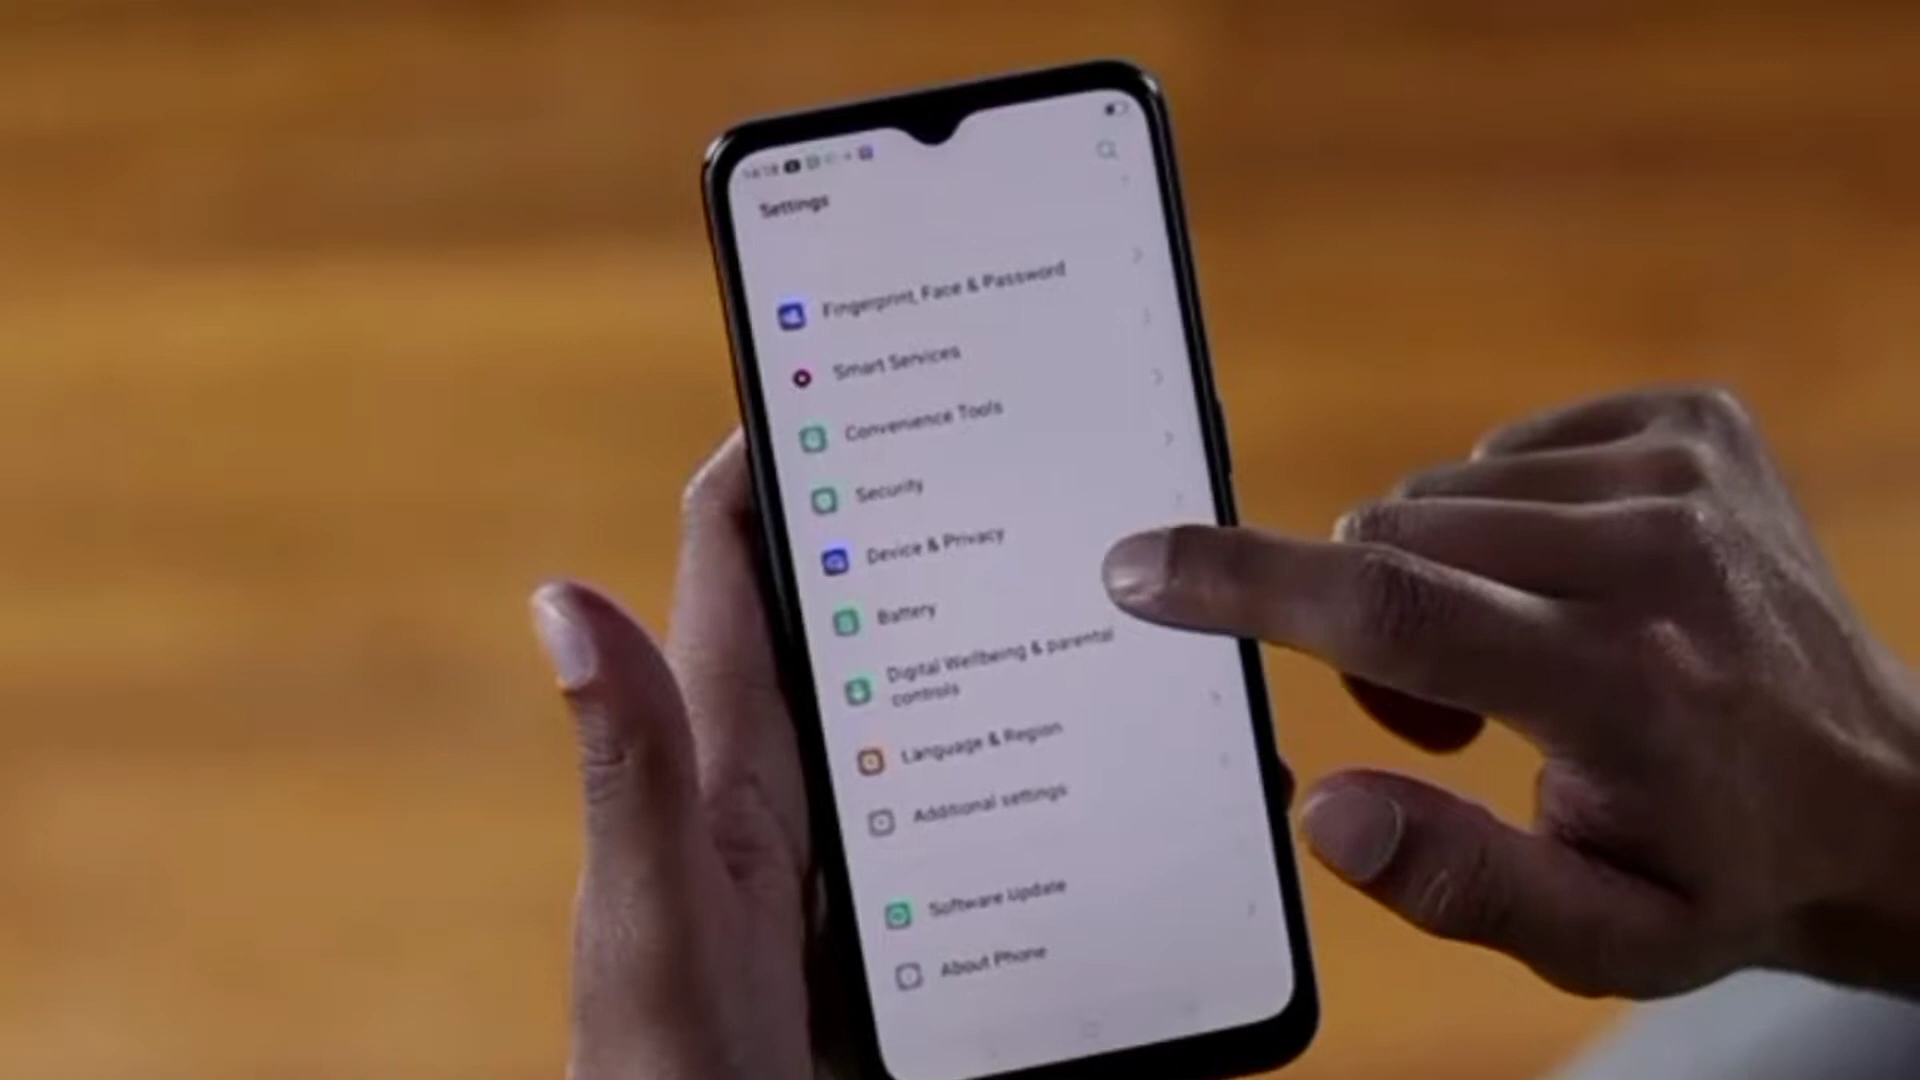 Settings
Fingerprint, Face & Password
Smart Services
Convenience Tools
Security
Device & Privacy
Battery
Digital Wellbeing & parental
controls
Language & Region
Additional settings
Software Update
About Phone